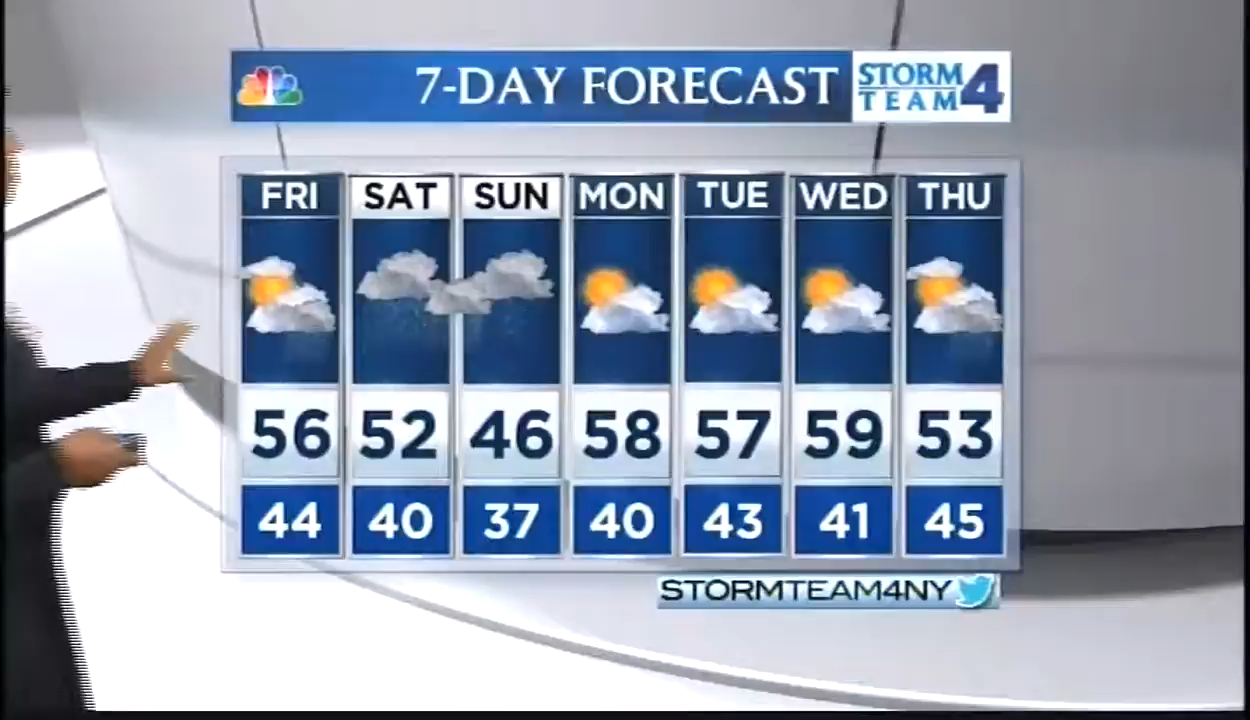 7-DAY FORECAST
STORM
TEAM 4
FRI SAT SUN MON TUE WED THU
56 52 46 58 57 59 53
44 40 37 40 43 41 45
STORMTEAM4NY